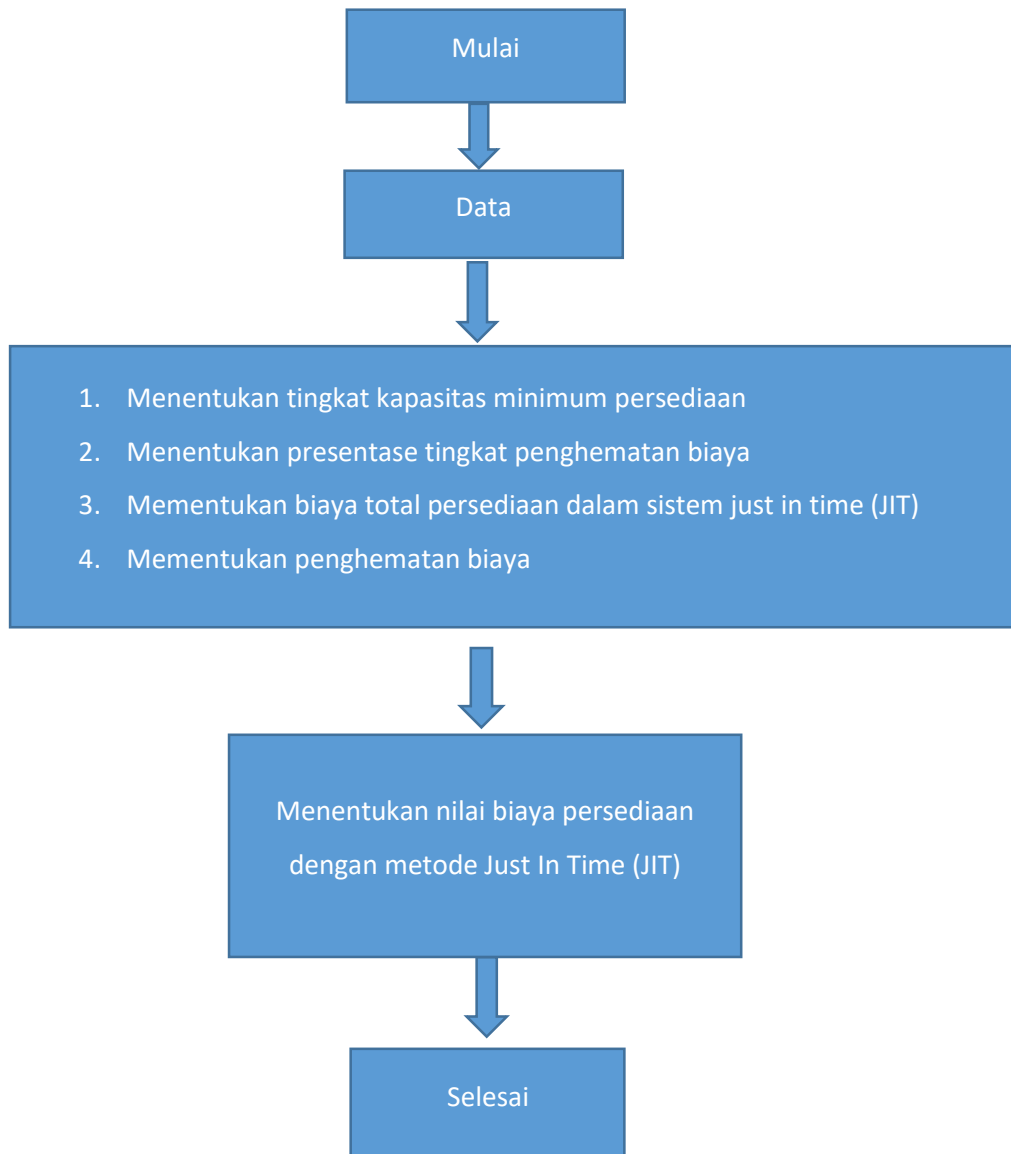 Mulai
Data
1. Menentukan tingkat kapasitas minimum persediaan
2. Menentukan presentase tingkat penghematan biaya
3. Mementukan biaya total persediaan dalam sistem just in time (JIT)
4. Mementukan penghematan biaya
Menentukan nilai biaya persediaan
dengan metode Just In Time (JIT)
Selesai